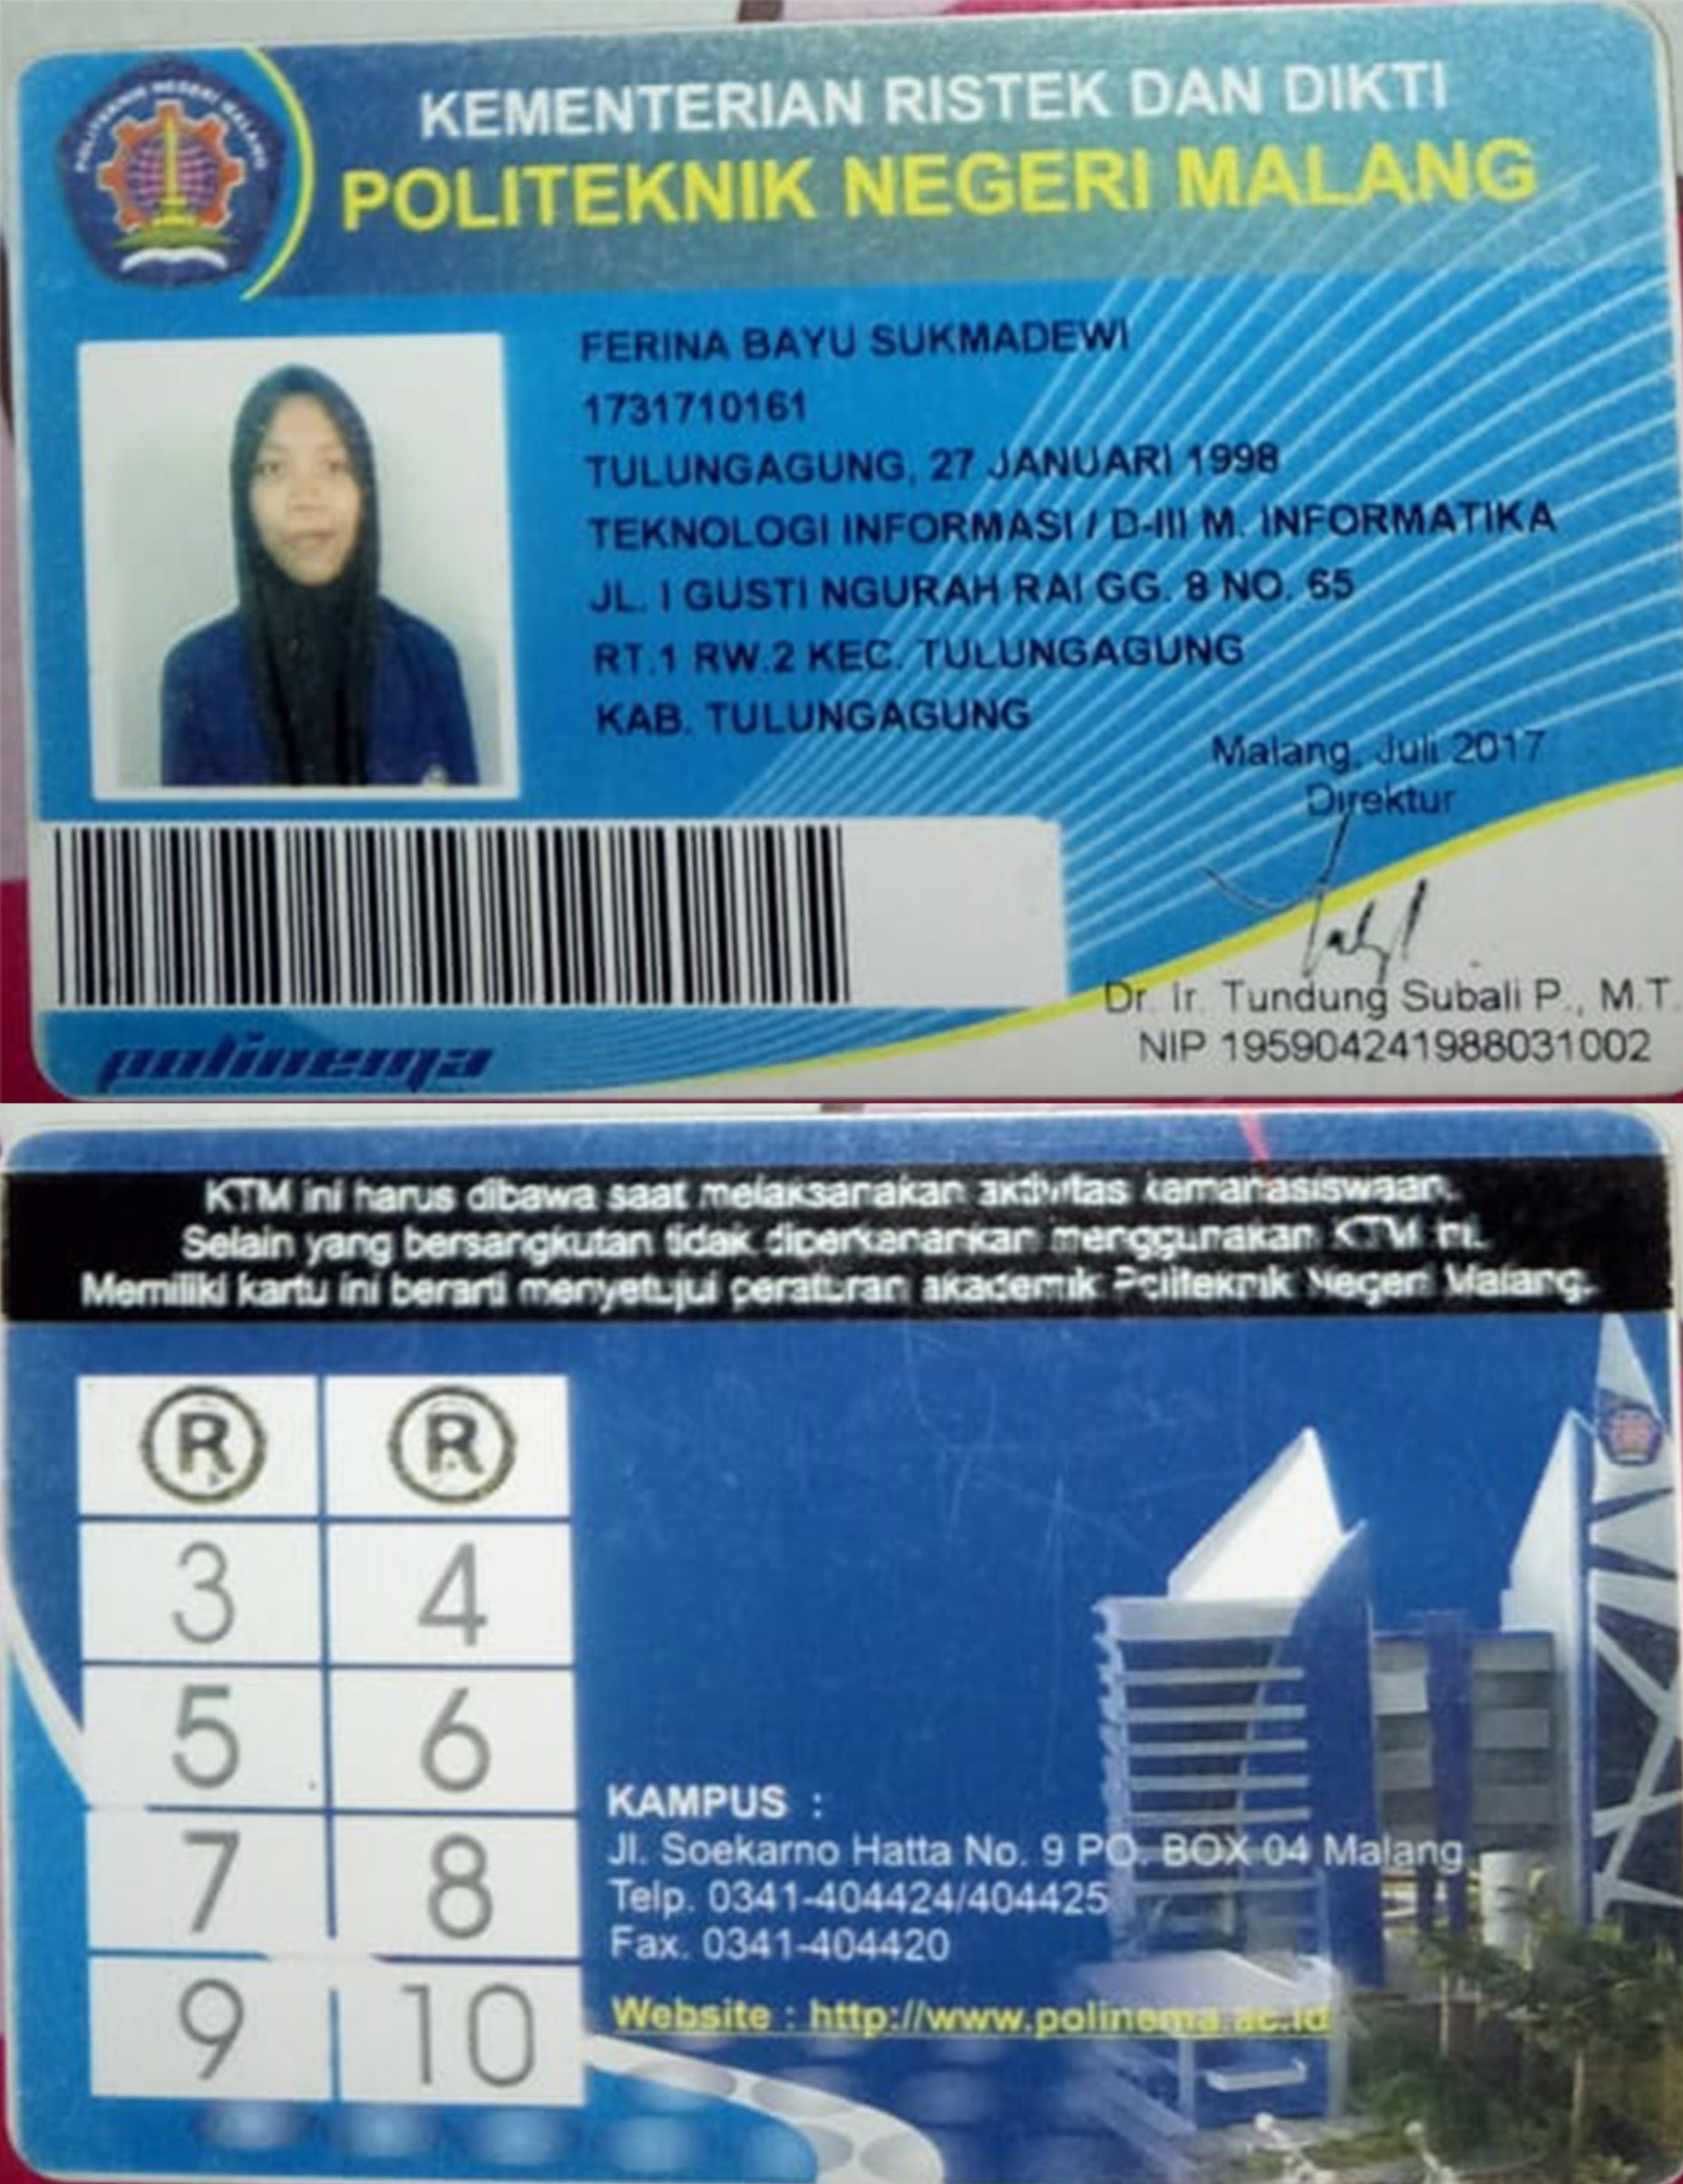 POLITEKNIK NEGERI MALANG
KEMENTERIAN RISTEK DAN DIKTI
POLITEKNIK NEGERI MALANG
FERINA BAYU SUKMADEWI
1731710161
TULUNGAGUNG, 27 JANUARI 1998
TEKNOLOGI INFORMASI / D-III M. INFORMATIKA
JL. I GUSTI NGURAH RAI GG. 8 NO. 65
RT.1 RW.2 KEC. TULUNGAGUNG
KAB. TULUNGAGUNG
Malang, Juli 2017
Direktur
Dr. Ir. Tundung Subali P., M.T.
NIP 195904241988031002
polinema
KTM ini harus dibawa saat melaksanakan aktivitas kemahasiswaan.
Selain yang bersangkutan tidak diperkenankan menggunakan KTM ini.
Memiliki kartu ini berarti menyetujui peraturan akademik Politeknik Negeri Malang.
R R
3 4
5 6
7 8
9 10
KAMPUS :
Jl. Soekarno Hatta No. 9 PO. BOX 04 Malang
Telp. 0341-404424/404425
Fax. 0341-404420
Website : http://www.polinema.ac.id